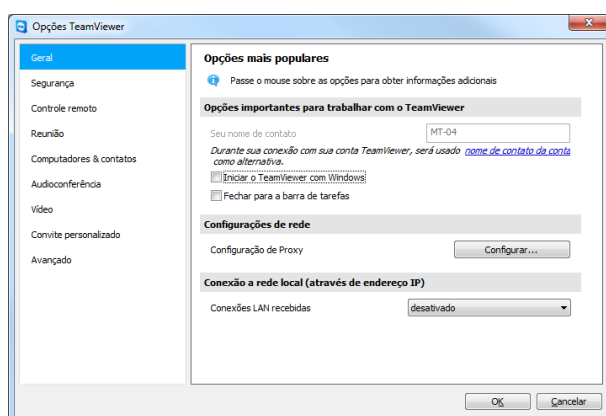 Opções TeamViewer
Geral
Segurança
Controle remoto
Reunião
Computadores & contatos
Audioconferência
Vídeo
Convite personalizado
Avançado
Opções mais populares
Passe o mouse sobre as opções para obter informações adicionais
Opções importantes para trabalhar com o TeamViewer
Seu nome de contato
MT-04
Durante sua conexão com sua conta TeamViewer, será usado nome de contato da conta
como alternativa.
Iniciar o TeamViewer com Windows
Fechar para a barra de tarefas
Configurações de rede
Configuração de Proxy
Configurar...
Conexão a rede local (através de endereço IP)
Conexões LAN recebidas
desativado
OK
Cancelar